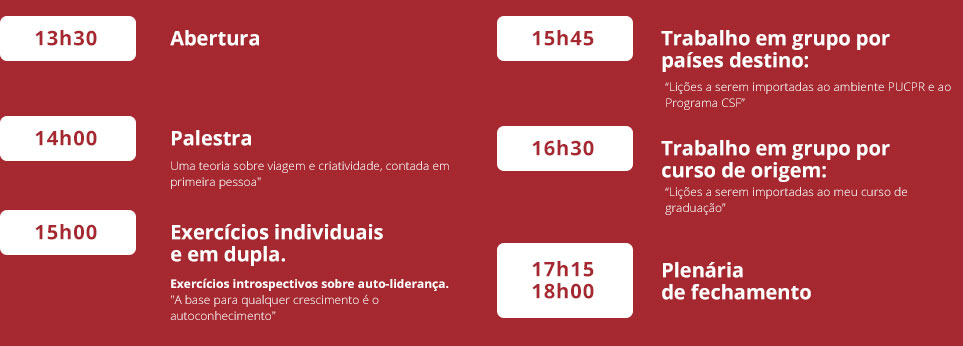 13h30
Abertura
14h00
Palestra
Uma teoria sobre viagem e criatividade, contada em
primeira pessoa"
15h00
Exercícios individuais
e em dupla.
Exercícios introspectivos sobre auto-liderança.
"A base para qualquer crescimento é o
autoconhecimento"
15h45
Trabalho em grupo por
países destino:
“Lições a serem importadas ao ambiente PUCPR e ao
Programa CSF”
16h30
Trabalho em grupo por
curso de origem:
“Lições a serem importadas ao meu curso de
graduação”
17h15
18h00
Plenária
de fechamento